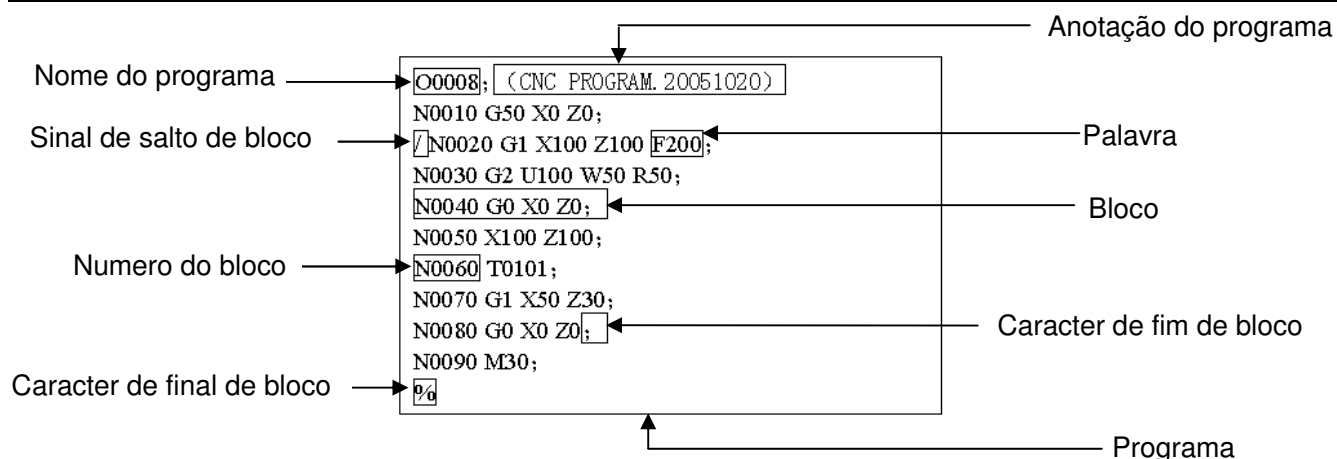 Anotação do programa
Nome do programa
O0008; (CNC PROGRAM. 20051020)
N0010 G50 X0 Z0;
Sinal de salto de bloco
/N0020 G1 X100 Z100 F200;
Palavra
N0030 G2 U100 W50 R50;
N0040 G0 X0 Z0;
Bloco
N0050 X100 Z100;
Numero do bloco
N0060 T0101;
N0070 G1 X50 Z30;
N0080 G0 X0 Z0;
Caracter de fim de bloco
N0090 M30;
Caracter de final de bloco
%
Programa